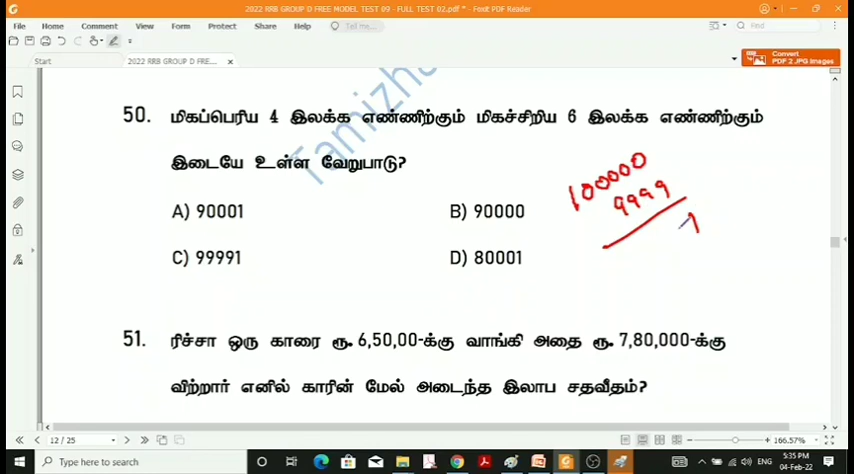 2022 RRB GROUP D FREE MODEL TEST 09 - FULL TEST 02.pdf * - Foxit PDF Reader
File Home Comment View Form Protect Share Help Tell me... Find
Start 2022 RRB GROUP D FRE... × Convert PDF 2 JPG Images
50. மிகப்பெரிய 4 இலக்க எண்ணிற்கும் மிகச்சிறிய 6 இலக்க எண்ணிற்கும்
இடையே உள்ள வேறுபாடு?
100000
9999
1
A) 90001 B) 90000
C) 99991 D) 80001
Tamizha
51. ரிச்சா ஒரு காரை ரூ. 6,50,00-க்கு வாங்கி அதை ரூ. 7,80,000-க்கு
விற்றார் எனில் காரின் மேல் அடைந்த இலாப சதவீதம்?
12 / 25 166.57%
Type here to search ENG 5:35 PM
04-Feb-22